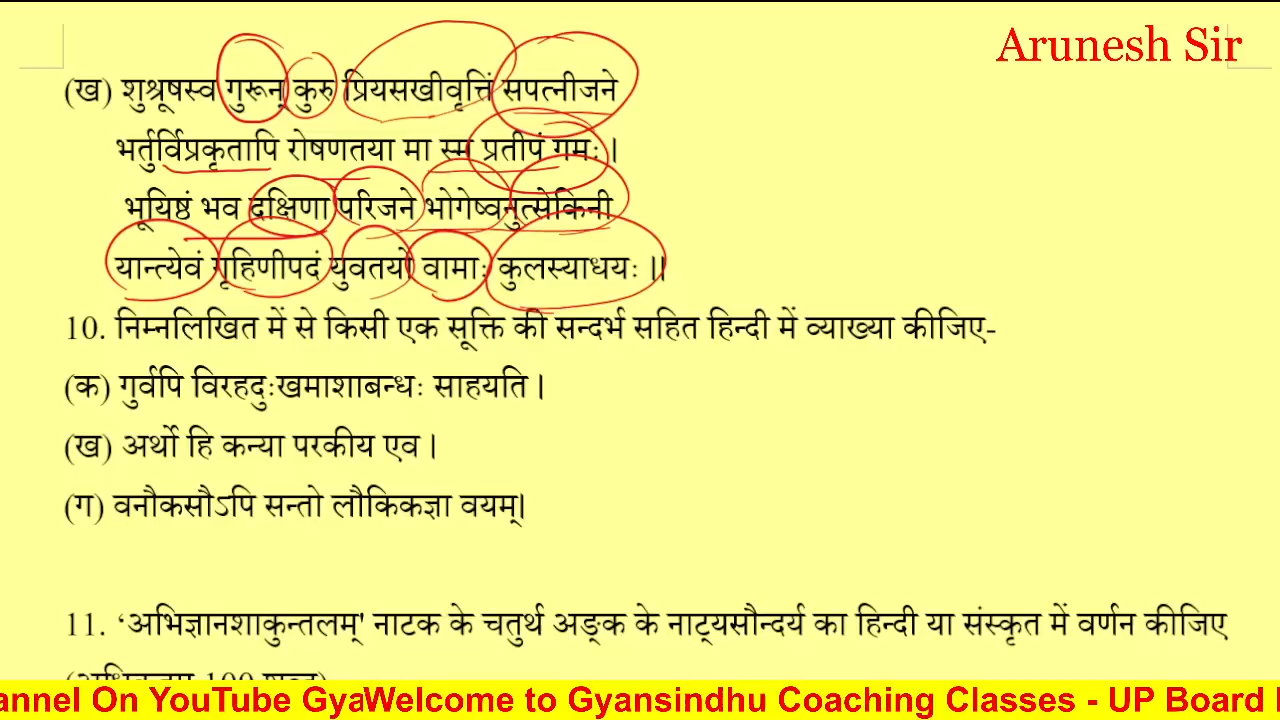 Arunesh Sir
(ख) शुश्रूषस्व गुरून् कुरु प्रियसखीवृत्तिं सपत्नीजने
भर्तुर्विप्रकृतापि रोषणतया मा स्म प्रतीपं गमः।
भूयिष्ठं भव दक्षिणा परिजने भोगेष्वनुत्सेकिनी
यान्त्येवं गृहिणीपदं युवतयो वामाः कुलस्याधयः॥
10. निम्नलिखित में से किसी एक सूक्ति की सन्दर्भ सहित हिन्दी में व्याख्या कीजिए-
(क) गुर्वपि विरहदुःखमाशाबन्धः साहयति।
(ख) अर्थो हि कन्या परकीय एव।
(ग) वनौकसौऽपि सन्तो लौकिकज्ञा वयम्।
11. ‘अभिज्ञानशाकुन्तलम्' नाटक के चतुर्थ अङ्क के नाट्यसौन्दर्य का हिन्दी या संस्कृत में वर्णन कीजिए
annel On YouTube GyaWelcome to Gyansindhu Coaching Classes - UP Board